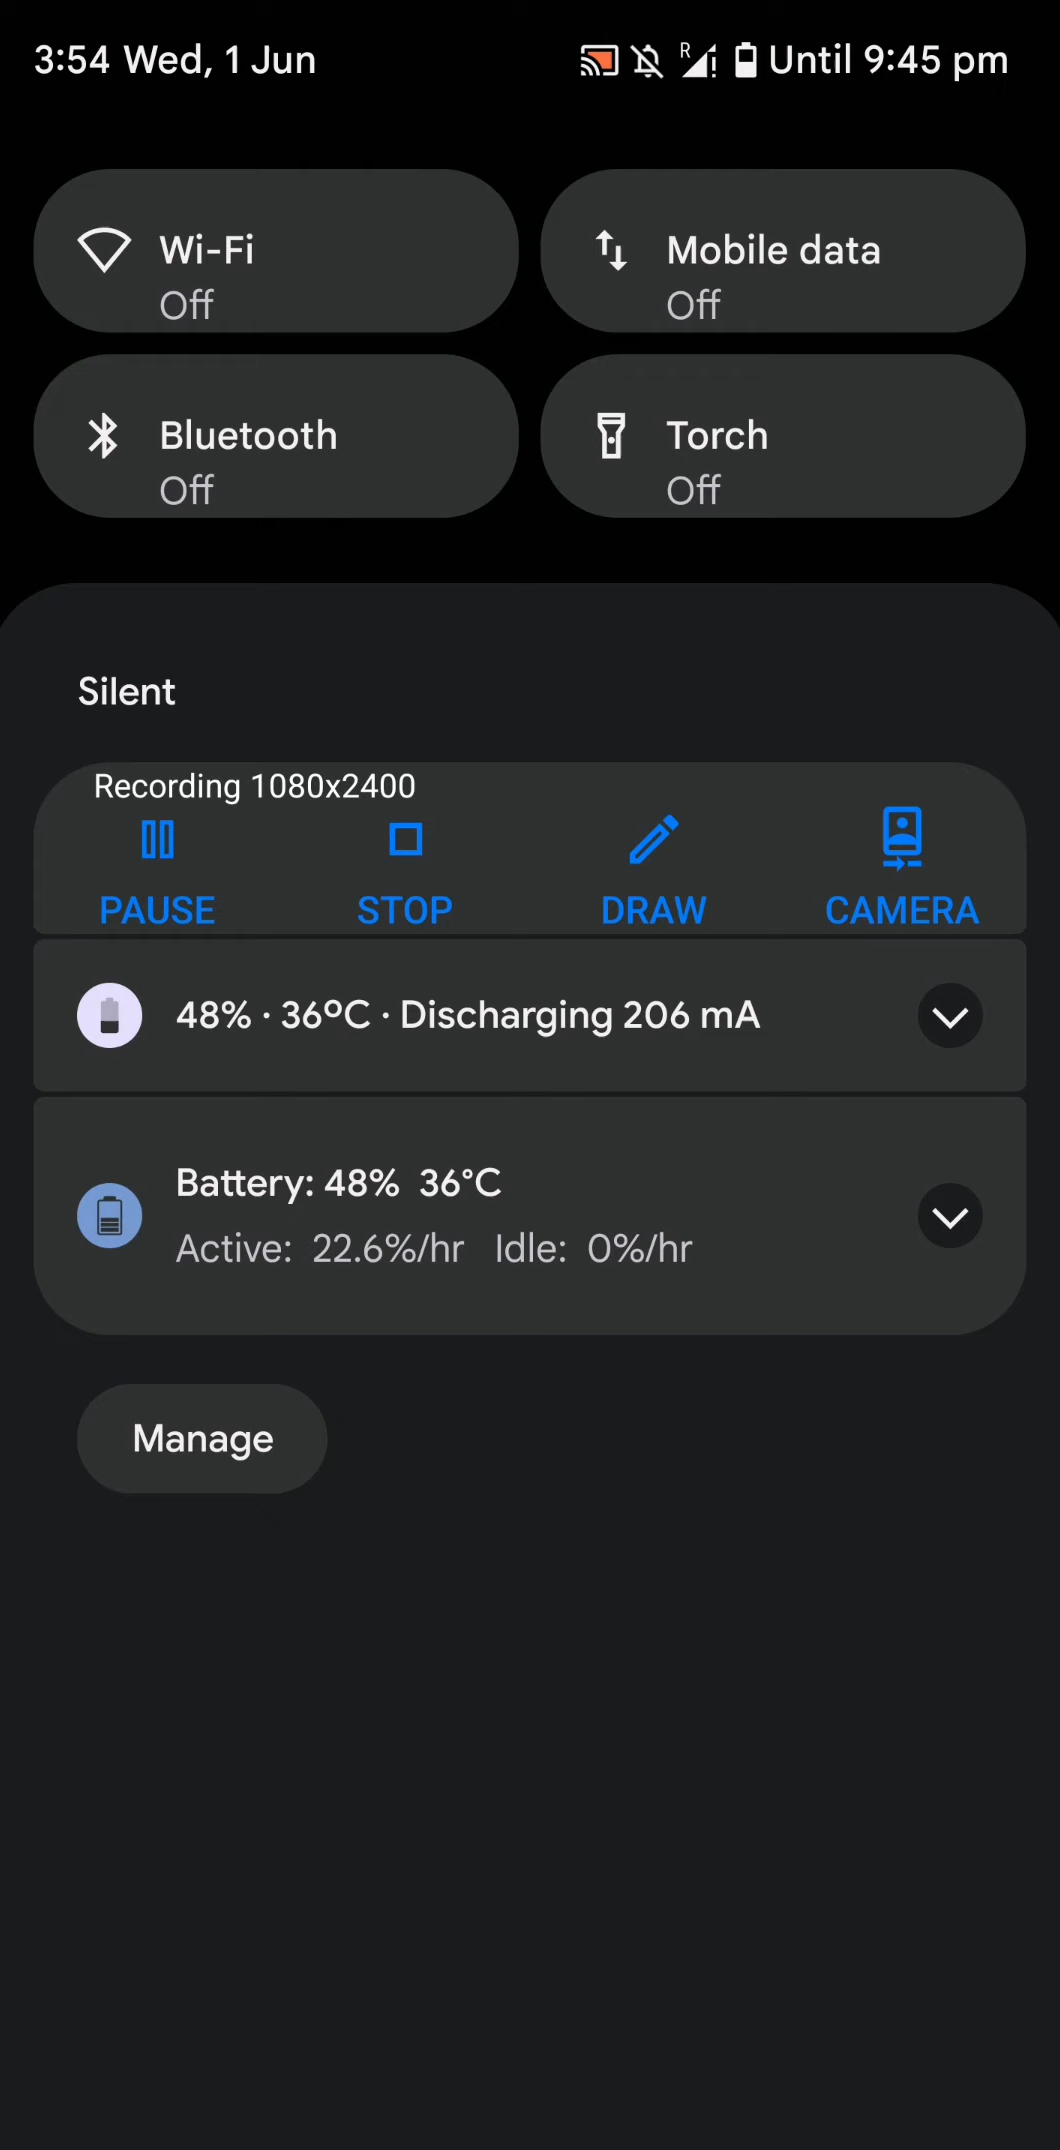 3:54 Wed, 1 Jun R Until 9:45 pm
Wi-Fi
Off
Mobile data
Off
Bluetooth
Off
Torch
Off
Silent
Recording 1080x2400
PAUSE STOP DRAW CAMERA
48% · 36ºC · Discharging 206 mA
Battery: 48% 36°C
Active: 22.6%/hr Idle: 0%/hr
Manage